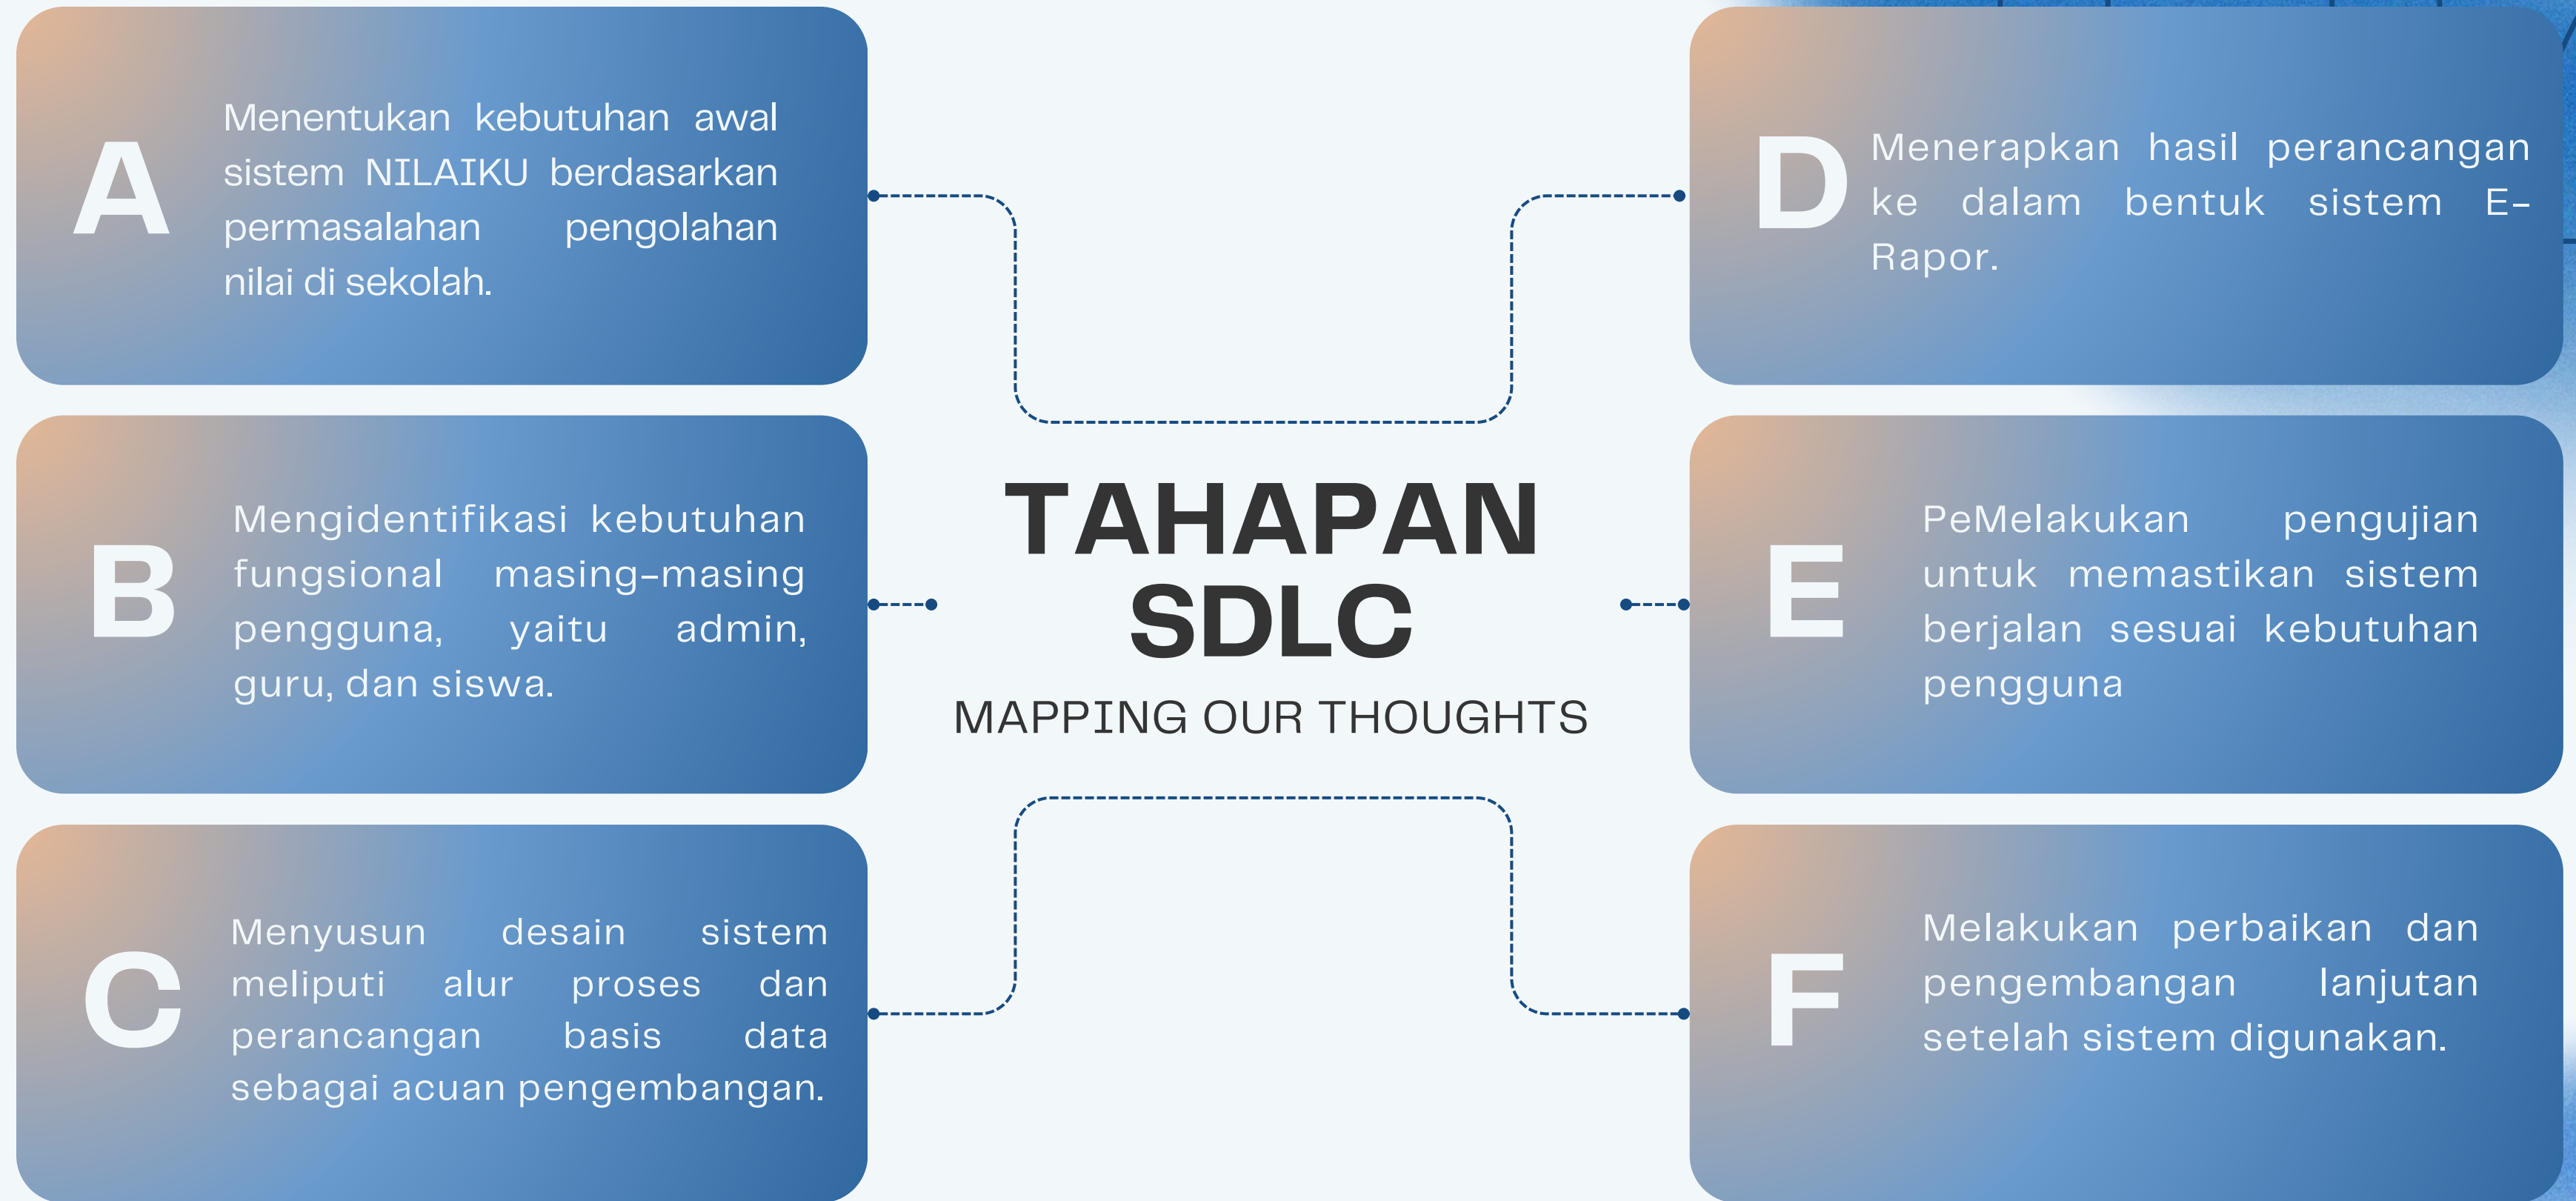 A
Menentukan kebutuhan awal
sistem NILAIKU berdasarkan
permasalahan pengolahan
nilai di sekolah.
B
Mengidentifikasi kebutuhan
fungsional masing-masing
pengguna, yaitu admin,
guru, dan siswa.
C
Menyusun desain sistem
meliputi alur proses dan
perancangan basis data
sebagai acuan pengembangan.
TAHAPAN
SDLC
MAPPING OUR THOUGHTS
D
Menerapkan hasil perancangan
ke dalam bentuk sistem E-
Rapor.
E
PeMelakukan pengujian
untuk memastikan sistem
berjalan sesuai kebutuhan
pengguna
F
Melakukan perbaikan dan
pengembangan lanjutan
setelah sistem digunakan.